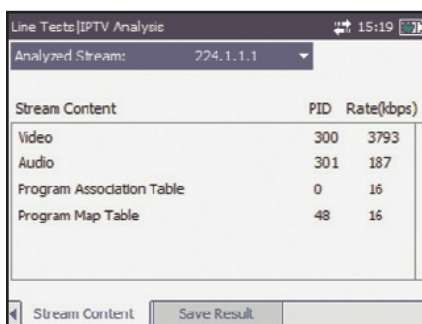 Line Tests|IPTV Analysis 15:19
Analyzed Stream: 224.1.1.1
Stream Content PID Rate(kbps)
Video 300 3793
Audio 301 187
Program Association Table 0 16
Program Map Table 48 16
Stream Content Save Result